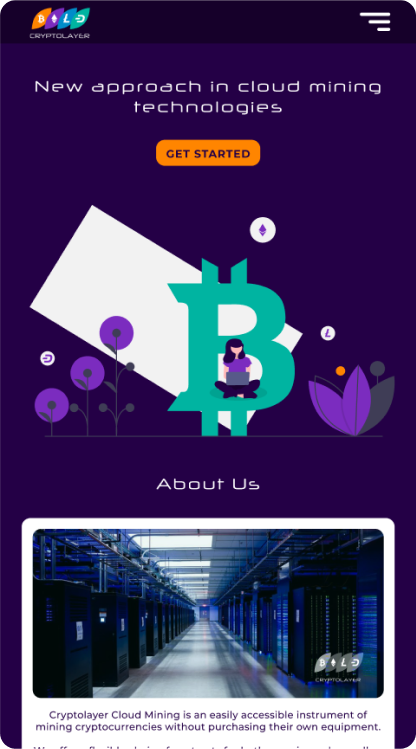 CRYPTOLAYER
New approach in cloud mining
technologies
GET STARTED
About Us
CRYPTOLAYER
Cryptolayer Cloud Mining is an easily accessible instrument of
mining cryptocurrencies without purchasing their own equipment.